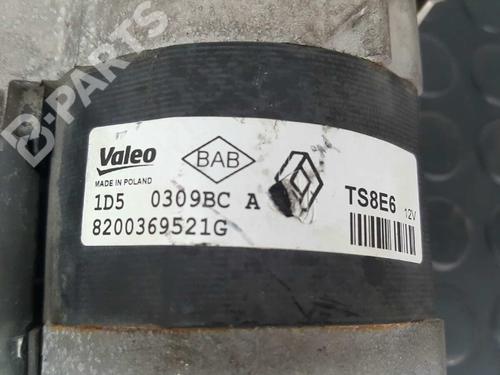 B-PARTS
Valeo
MADE IN POLAND
BAB
TS8E6
12V
1D5 0309BC A
8200369521G